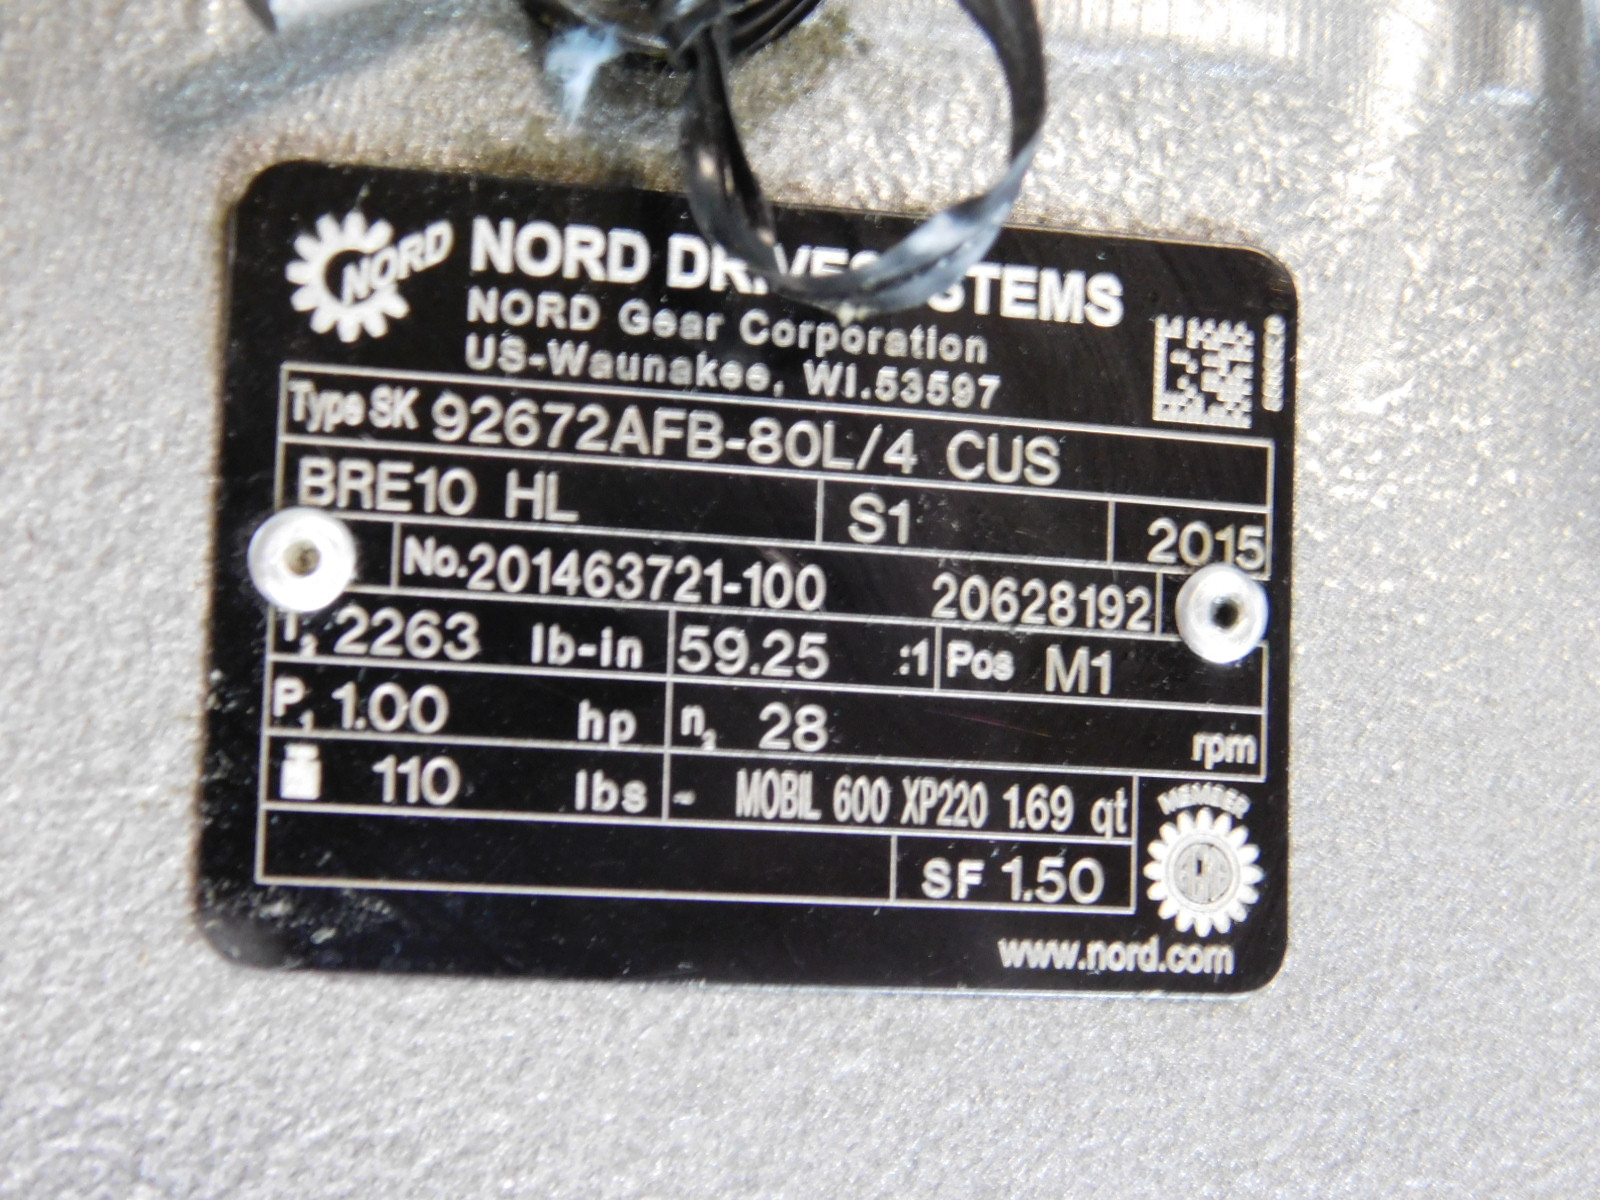 NORD NORD DRIVESYSTEMS
NORD Gear Corporation
US-Waunakee, WI.53597
Type SK 92672AFB-80L/4 CUS
BRE10 HL S1 2015
No.201463721-100 20628192
T₂ 2263 lb-in 59.25 :1 Pos M1
P₁ 1.00 hp n₂ 28 rpm
110 lbs - MOBIL 600 XP220 1.69 qt
MEMBER
SF 1.50
www.nord.com